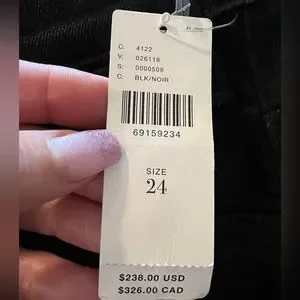 C: 4122
V: 026118
S: 0000508
C: BLK/NOIR
69159234
SIZE
24
$238.00 USD
$326.00 CAD